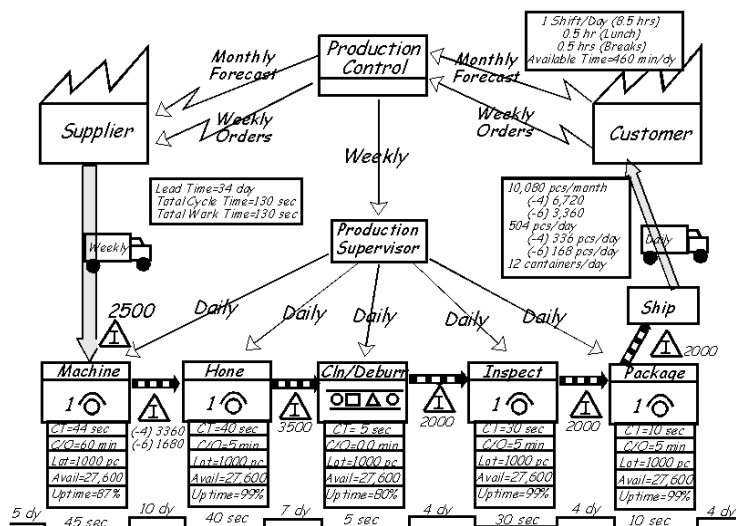 1 Shift/Day (8.5 hrs)
0.5 hr (Lunch)
0.5 hrs (Breaks)
Available Time=460 min/dy
Production
Control
Monthly
Forecast
Weekly
Orders
Monthly
Forecast
Weekly
Orders
Supplier
Customer
Weekly
Lead Time=34 day
Total Cycle Time=130 sec
Total Work Time=130 sec
10,080 pcs/month
(-4) 6,720
(-6) 3,360
504 pcs/day
(-4) 336 pcs/day
(-6) 168 pcs/day
12 containers/day
Production
Supervisor
Weekly
Daily
Daily
Daily
Daily
Daily
Daily
Ship
2500
I
I
2000
Machine
1
CT=44 sec
C/O=60 min
Lot=1000 pc
Avail=27,600
Uptime=87%
I
(-4) 3360
(-6) 1680
Hone
1
CT=40 sec
C/O=5 min
Lot=1000 pc
Avail=27,600
Uptime=99%
I
3500
Cln/Deburr
CT= 5 sec
C/O=0.0 min
Lot=1000 pc
Avail=27,600
Uptime=80%
I
2000
Inspect
1
CT=30 sec
C/O=5 min
Lot=1000 pc
Avail=27,600
Uptime=99%
I
2000
Package
1
CT=10 sec
C/O=5 min
Lot=1000 pc
Avail=27,600
Uptime=99%
5 dy
45 sec
10 dy
40 sec
7 dy
5 sec
4 dy
30 sec
4 dy
10 sec
4 dy